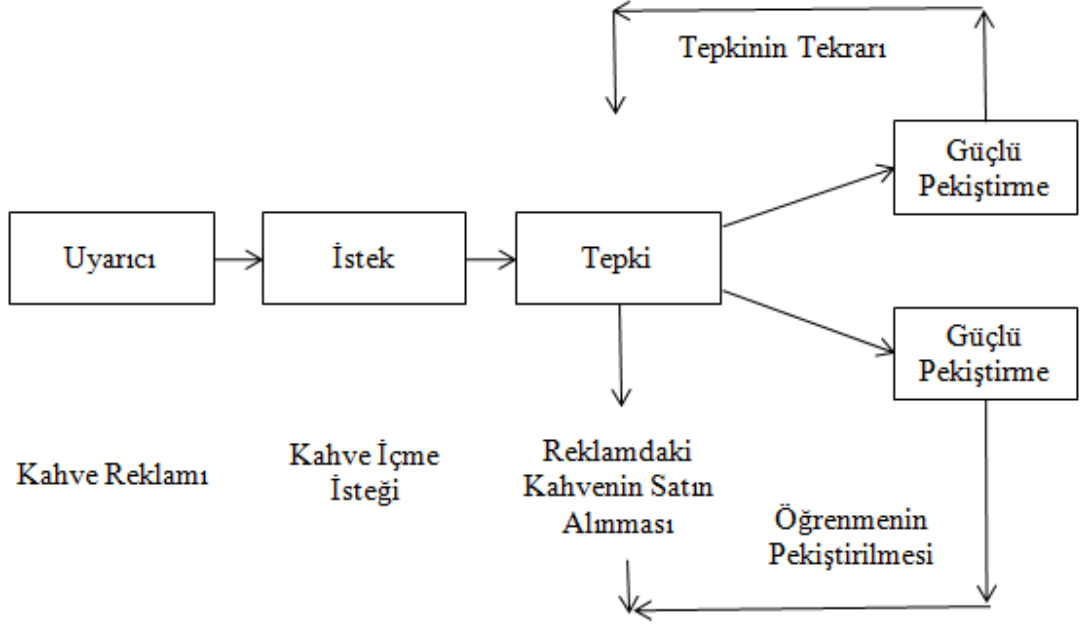 Tepkinin Tekrarı
Güçlü
Pekiştirme
Uyarıcı
İstek
Tepki
Güçlü
Pekiştirme
Kahve Reklamı
Kahve İçme
İsteği
Reklamdaki
Kahvenin Satın
Alınması
Öğrenmenin
Pekiştirilmesi